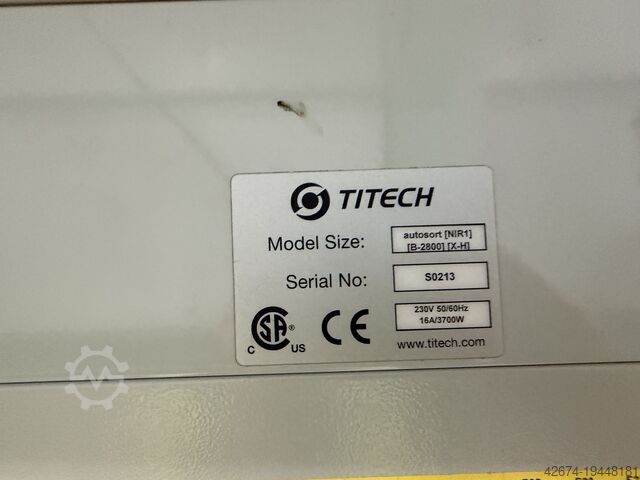 TITECH
Model Size: autosort [NIR1]
[B-2800] [X-H]
Serial No: S0213
230V 50/60Hz
16A/3700W
C SA ® US CE
www.titech.com
42674-19448181